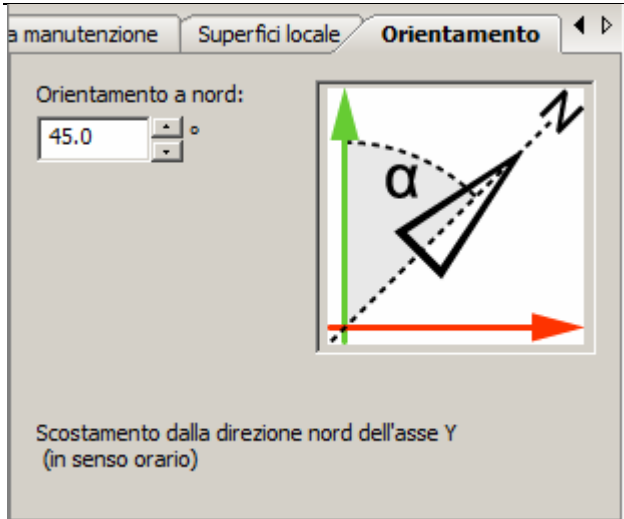 a manutenzione Superfici locale Orientamento
Orientamento a nord:
45.0 °
N
α
Scostamento dalla direzione nord dell'asse Y
(in senso orario)